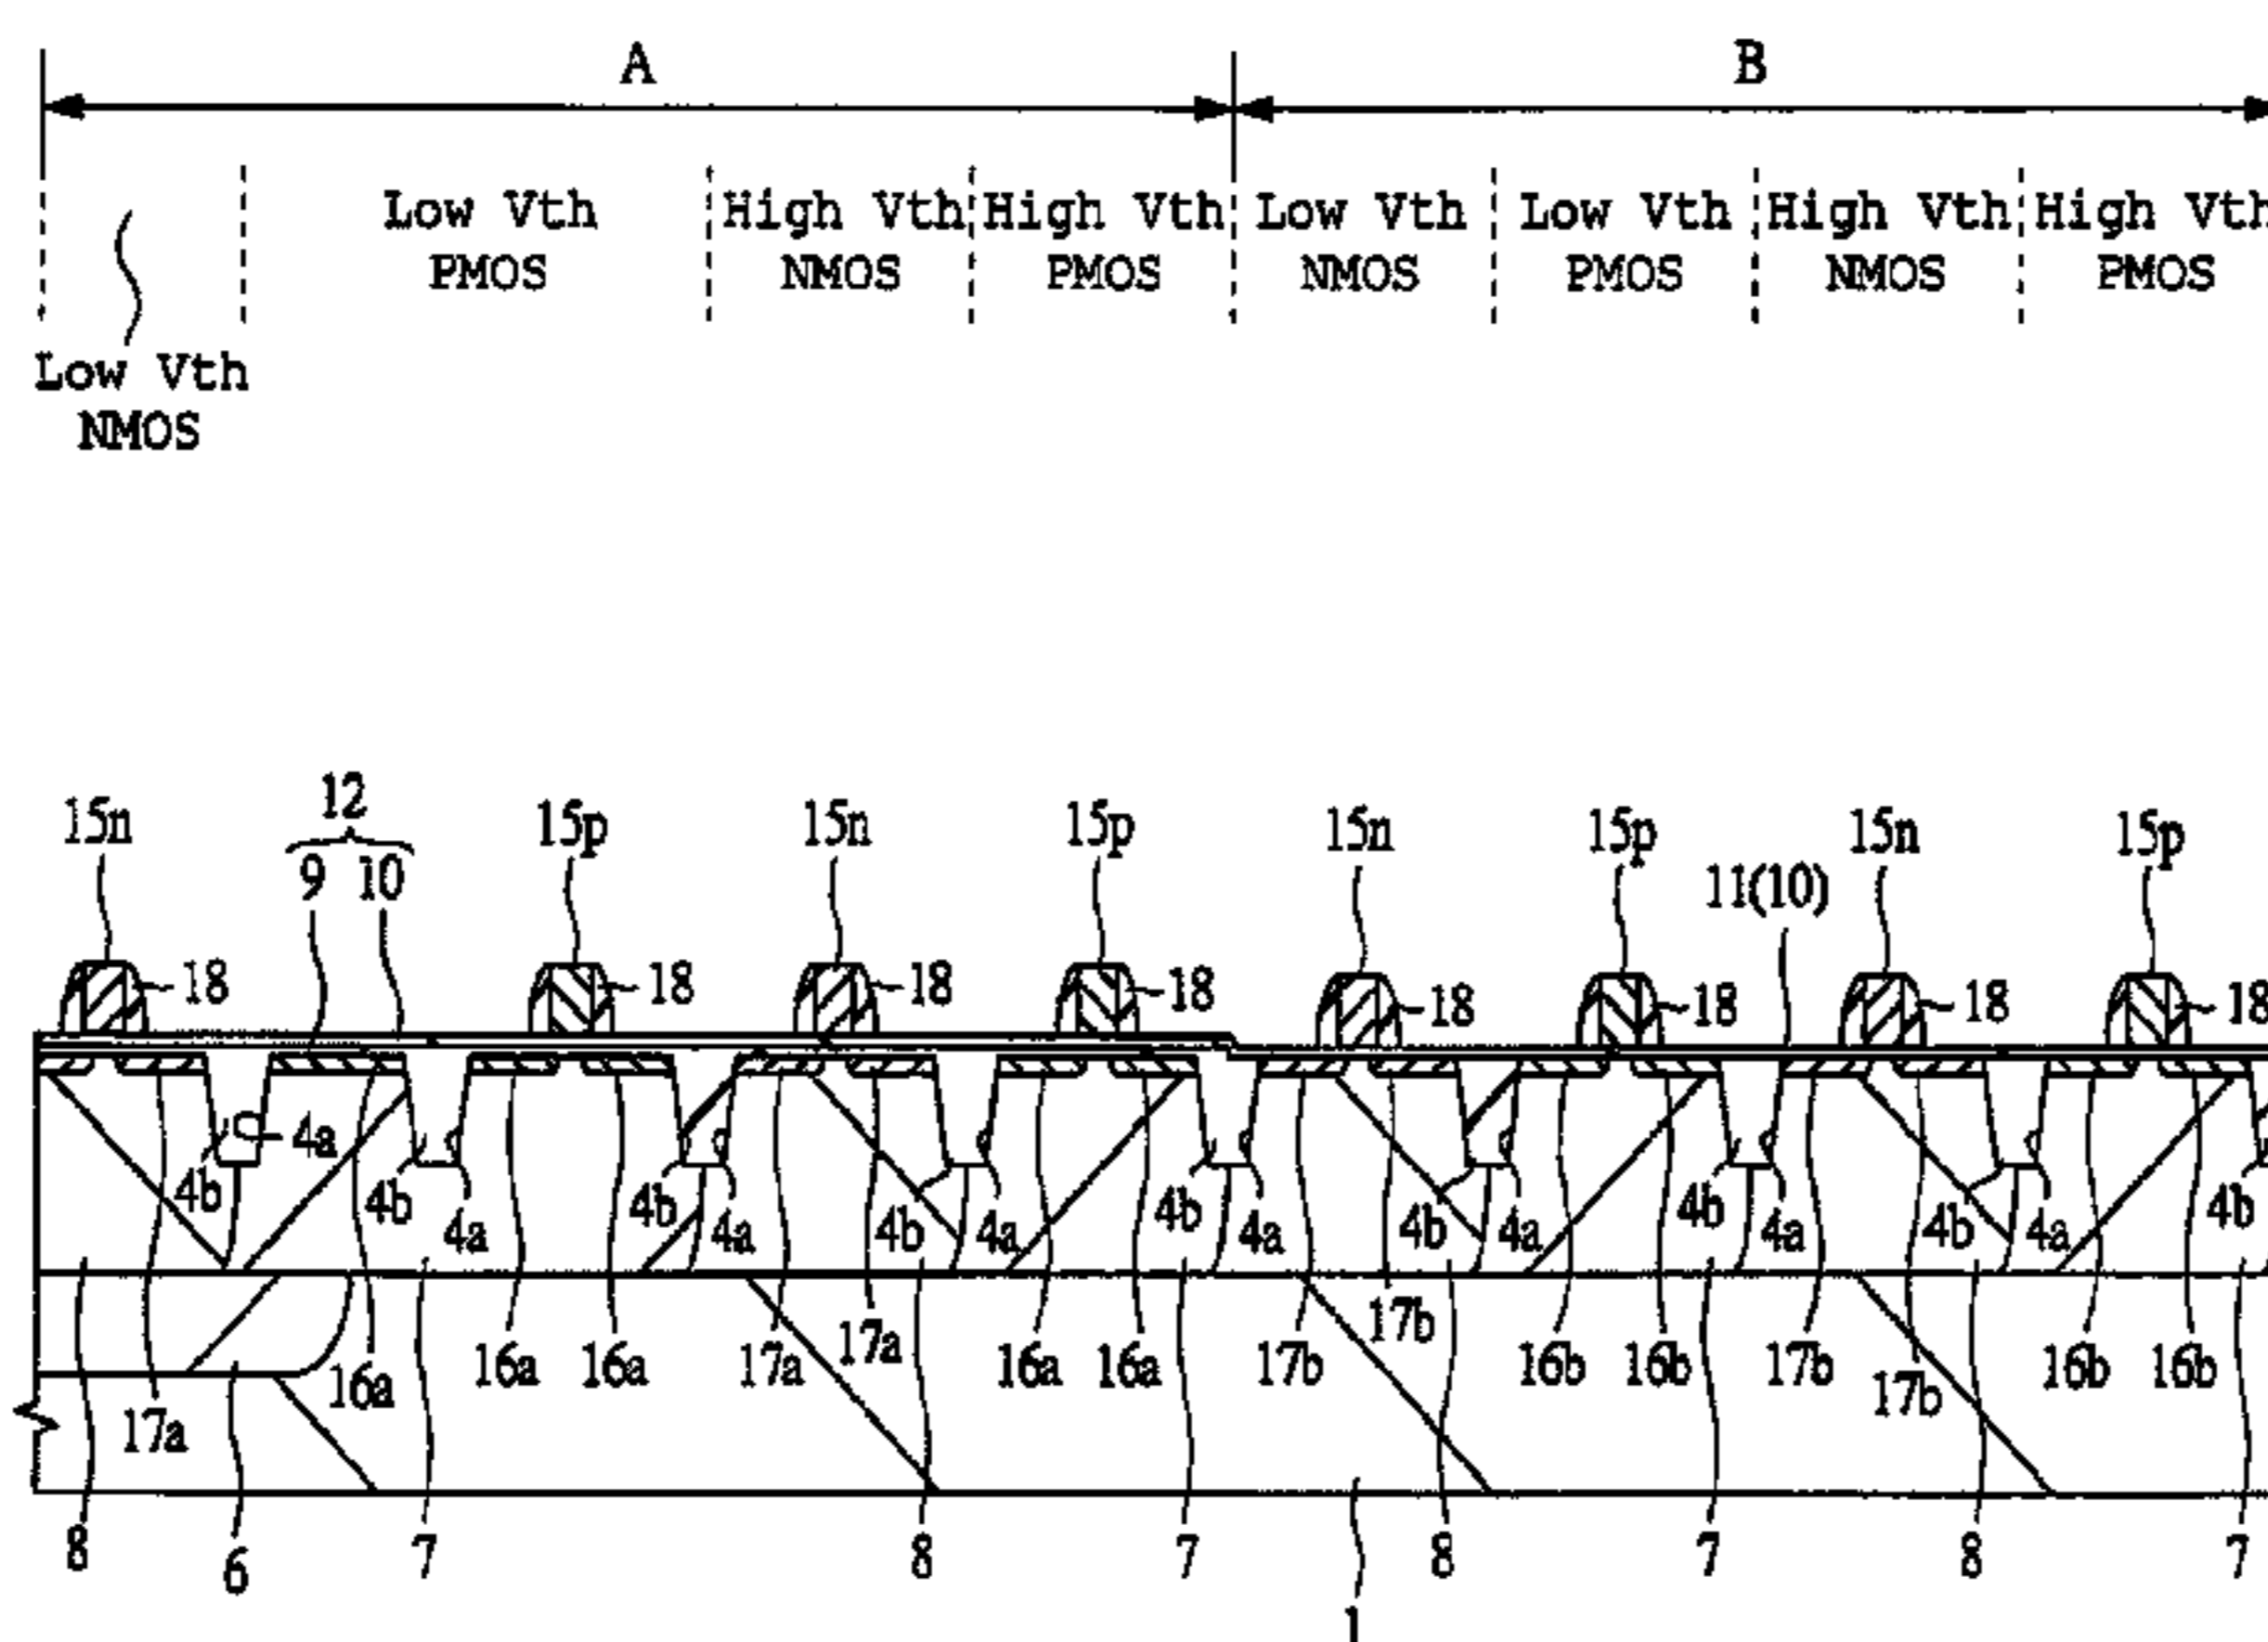 A B
Low Vth High Vth High Vth Low Vth Low Vth High Vth High Vth
PMOS NMOS PMOS NMOS PMOS NMOS PMOS
Low Vth
NMOS
12
15n 15p 15n 15p 15n 15p 15n 15p
9 10 11(10)
18 18 18 18 18 18 18 18
4a
4b 4b 4b 4b 4b 4b 4b 4b 4b
4a 4a 4a 4a 4a 4a 4a
17a 17b
16a 16a 16a 17a 16a 16a 17b 16b 16b 17b 16b 16b
17a 17b
8 6 7 8 7 8 7 8 7
1